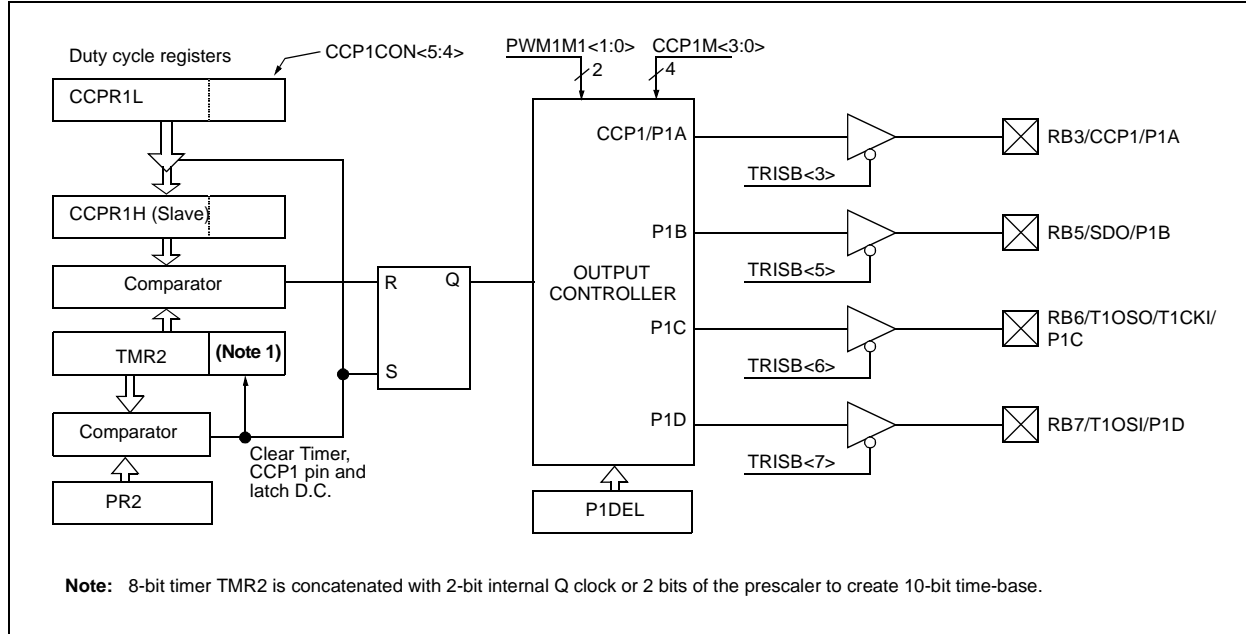 Duty cycle registers
CCP1CON<5:4>
PWM1M1<1:0>
CCP1M<3:0>
2
4
CCPR1L
CCP1/P1A
RB3/CCP1/P1A
TRISB<3>
CCPR1H (Slave)
P1B
RB5/SDO/P1B
Comparator
R
Q
OUTPUT
CONTROLLER
TRISB<5>
TMR2
(Note 1)
S
P1C
RB6/T1OSO/T1CKI/
P1C
TRISB<6>
Comparator
P1D
RB7/T1OSI/P1D
Clear Timer,
CCP1 pin and
latch D.C.
TRISB<7>
PR2
P1DEL
Note: 8-bit timer TMR2 is concatenated with 2-bit internal Q clock or 2 bits of the prescaler to create 10-bit time-base.